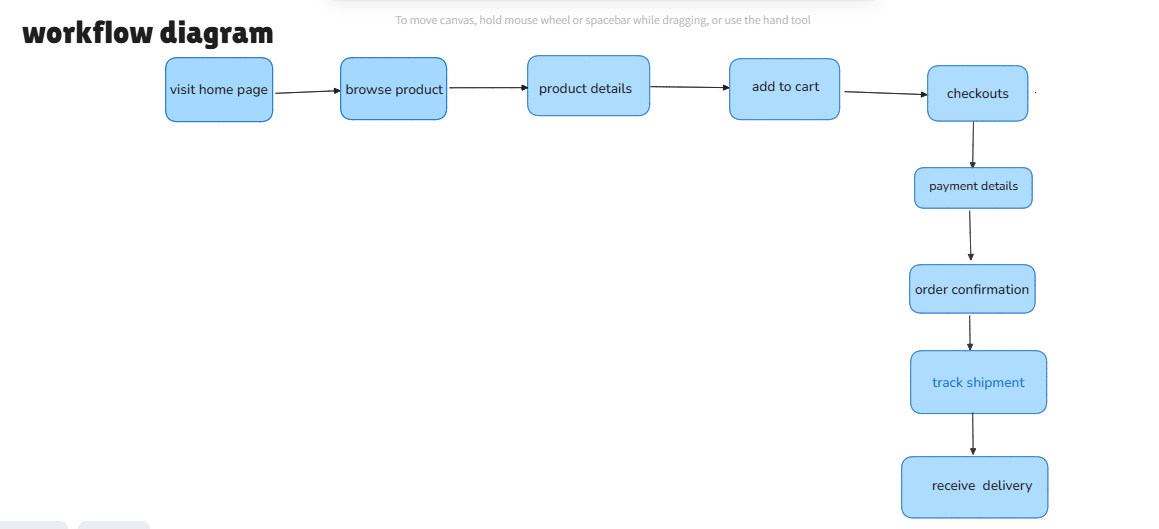 To move canvas, hold mouse wheel or spacebar while dragging, or use the hand tool
workflow diagram
visit home page
browse product
product details
add to cart
checkouts
payment details
order confirmation
track shipment
receive delivery